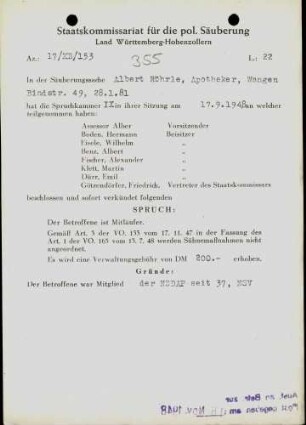 Staatskommissariat für die pol. Säuberung
Land Württemberg-Hohenzollern
Az.: 17/XI/153 355 L: 22
In der Säuberungssache Albert Möhrle, Apotheker, Wangen
Bindstr. 49, 28.1.81
hat die Spruchkammer IX in ihrer Sitzung am 17.9.1948 an welcher
teilgenommen haben:
Assessor Alber Vorsitzender
Boden, Hermann Beisitzer
Eisele, Wilhelm "
Benz, Albert "
Fischer, Alexander "
Klett, Martin "
Dürr, Emil "
Götzendörfer, Friedrich, Vertreter des Staatskommissars
beschlossen und sofort verkündet folgenden
SPRUCH:
Der Betroffene ist Mitläufer.
Gemäß Art. 3 der VO. 133 vom 17. 11. 47 in der Fassung des
Art. 1 der VO. 165 vom 13. 7. 48 werden Sühnemaßnahmen nicht
angeordnet.
Es wird eine Verwaltungsgebühr von DM 200.- erhoben.
Gründe:
Der Betroffene war Mitglied der NSDAP seit 37, NSV